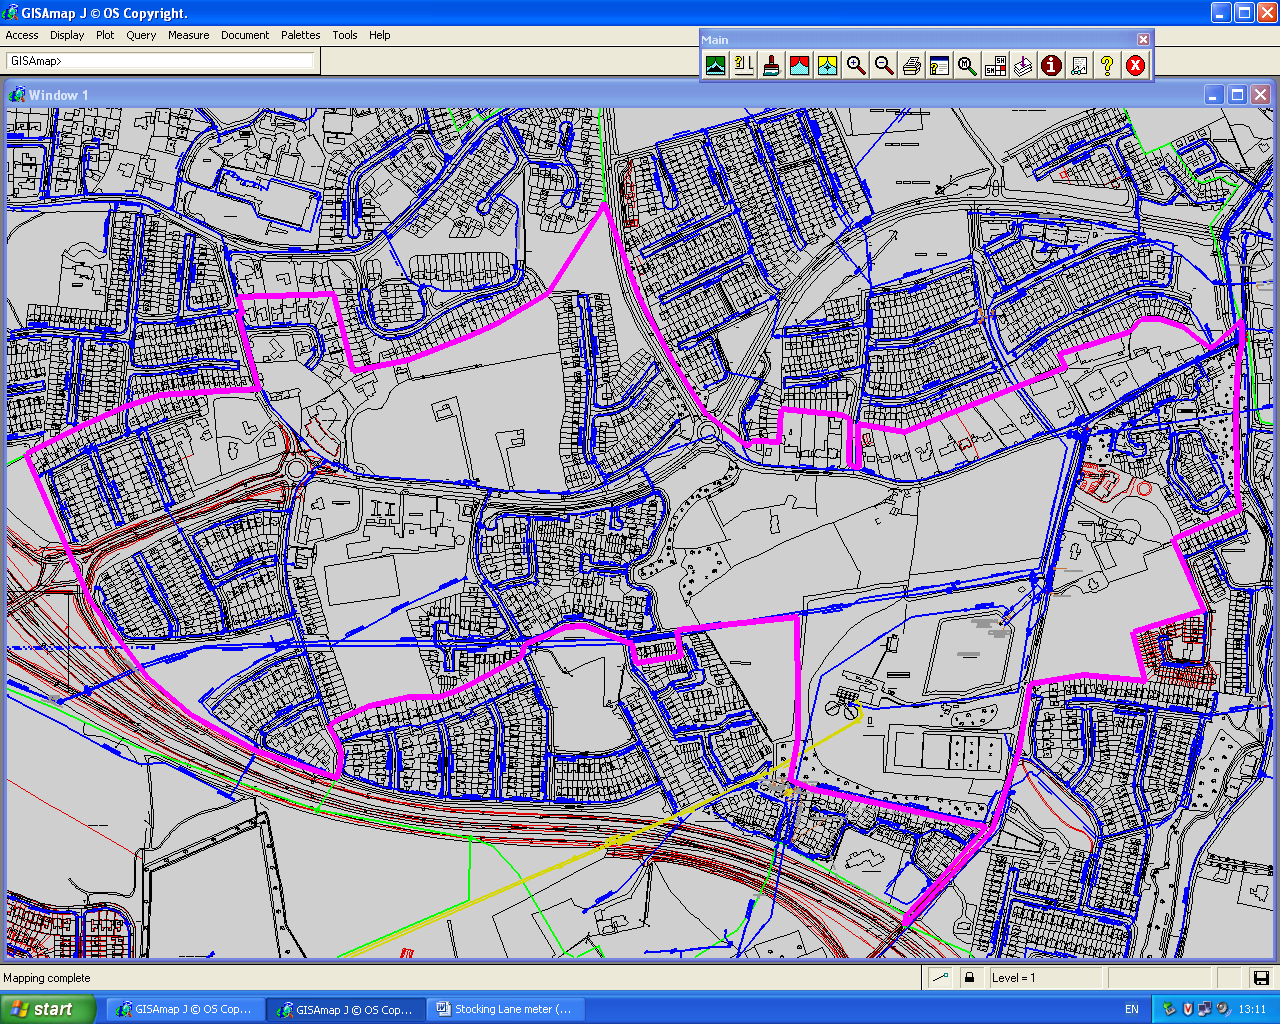 GISAmap J © OS Copyright.
Access Display Plot Query Measure Document Palettes Tools Help
Main
GISAmap>
Window 1
Mapping complete
Level = 1
start
GISAmap J © OS Cop...
GISAmap J © OS Cop...
Stocking Lane meter (...
EN
13:11